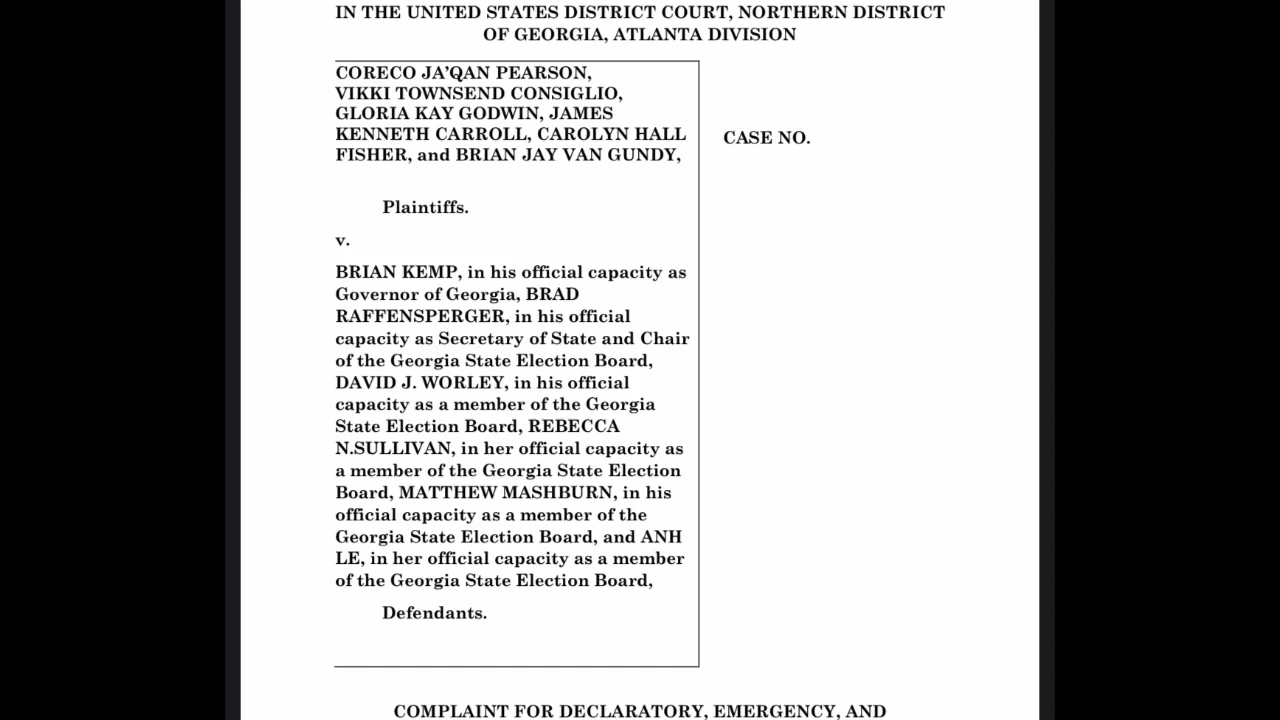 IN THE UNITED STATES DISTRICT COURT, NORTHERN DISTRICT
OF GEORGIA, ATLANTA DIVISION
CORECO JA’QAN PEARSON,
VIKKI TOWNSEND CONSIGLIO,
GLORIA KAY GODWIN, JAMES
KENNETH CARROLL, CAROLYN HALL
FISHER, and BRIAN JAY VAN GUNDY,
CASE NO.
Plaintiffs.
v.
BRIAN KEMP, in his official capacity as
Governor of Georgia, BRAD
RAFFENSPERGER, in his official
capacity as Secretary of State and Chair
of the Georgia State Election Board,
DAVID J. WORLEY, in his official
capacity as a member of the Georgia
State Election Board, REBECCA
N.SULLIVAN, in her official capacity as
a member of the Georgia State Election
Board, MATTHEW MASHBURN, in his
official capacity as a member of the
Georgia State Election Board, and ANH
LE, in her official capacity as a member
of the Georgia State Election Board,
Defendants.
COMPLAINT FOR DECLARATORY, EMERGENCY, AND